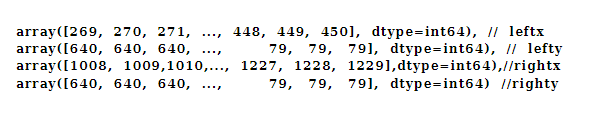 array([269, 270, 271, ..., 448, 449, 450], dtype=int64), // leftx
array([640, 640, 640, ..., 79, 79, 79], dtype=int64), // lefty
array([1008, 1009,1010,..., 1227, 1228, 1229],dtype=int64),//rightx
array([640, 640, 640, ..., 79, 79, 79], dtype=int64) //righty